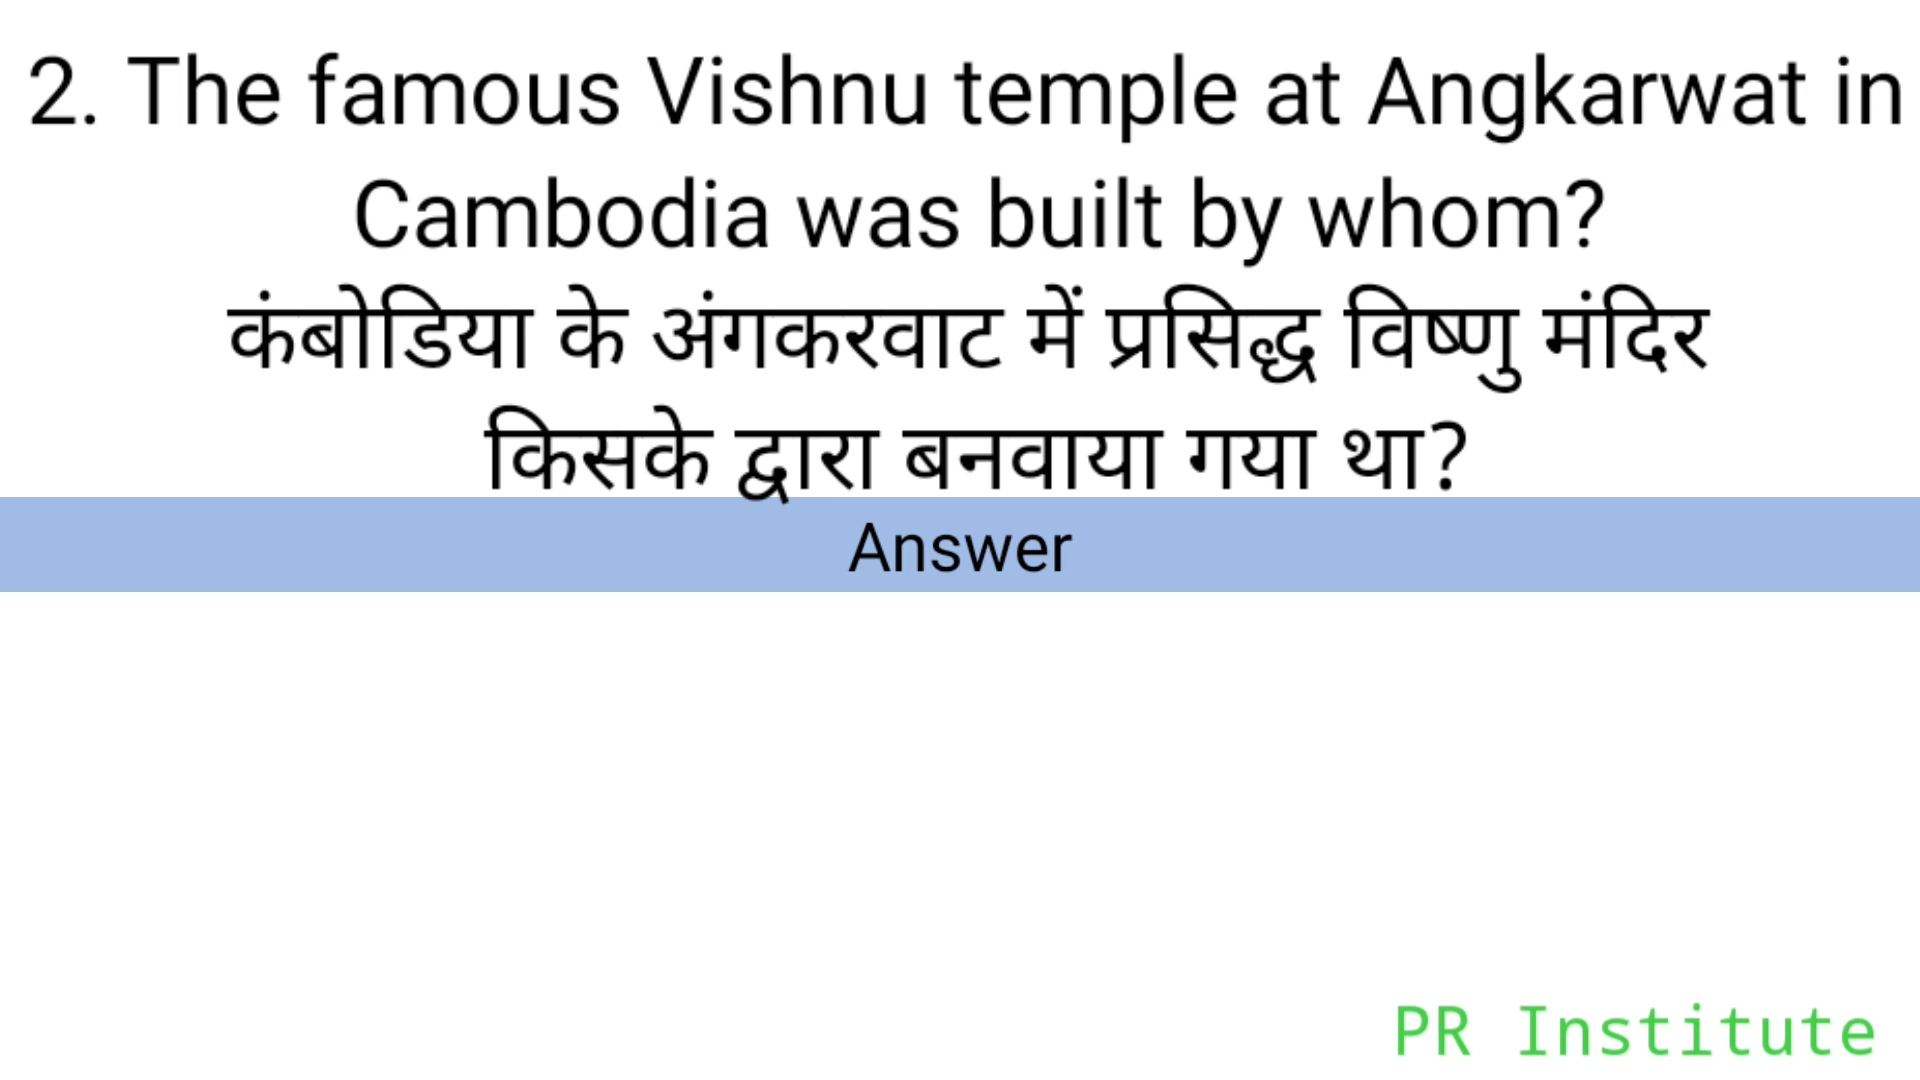 2. The famous Vishnu temple at Angkarwat in
Cambodia was built by whom?
कंबोडिया के अंगकरवाट में प्रसिद्ध विष्णु मंदिर
किसके द्वारा बनवाया गया था?
Answer
PR Institute